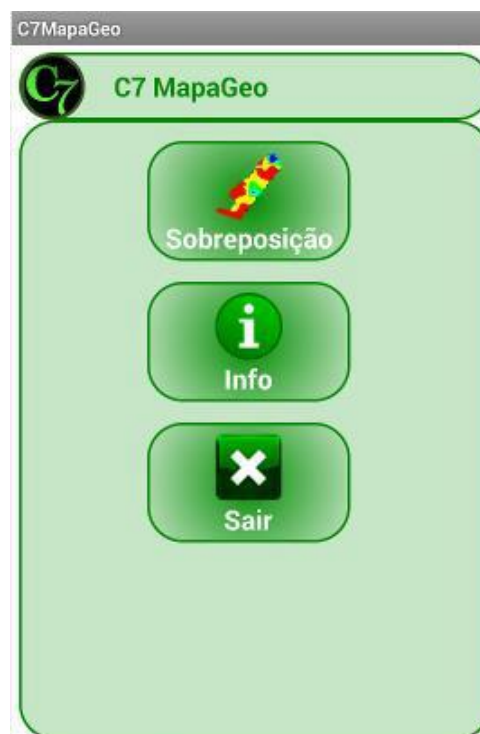 C7MapaGeo
C7 C7 MapaGeo
Sobreposição
i
Info
Sair